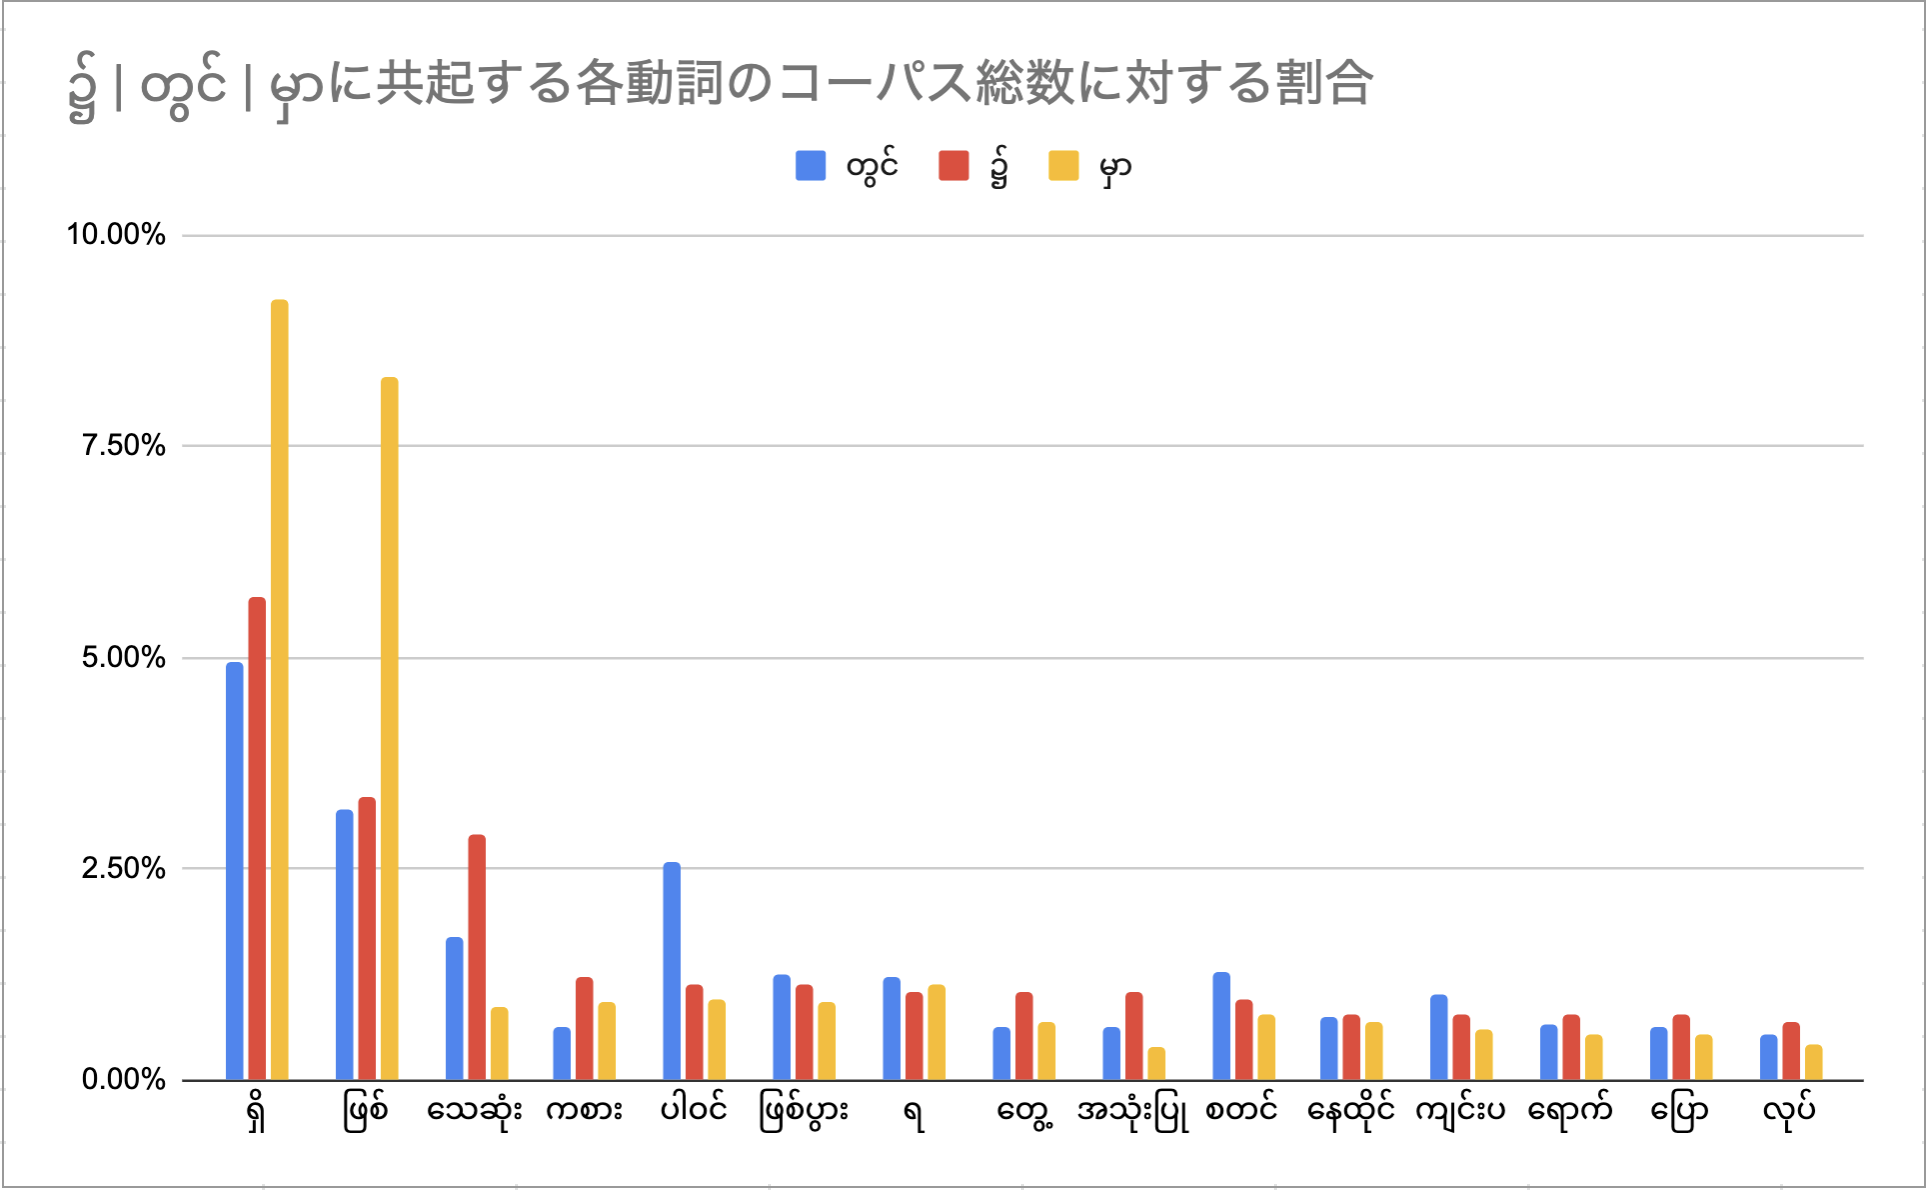 ၌ | တွင် | မှာに共起する各動詞のコーパス総数に対する割合
တွင် ၌ မှာ
10.00%
7.50%
5.00%
2.50%
0.00%
ရှိ ဖြစ် သေဆုံး ကစား ပါဝင် ဖြစ်ပွား ရ တွေ့ အသုံးပြု စတင် နေထိုင် ကျင်းပ ရောက် ပြော လုပ်